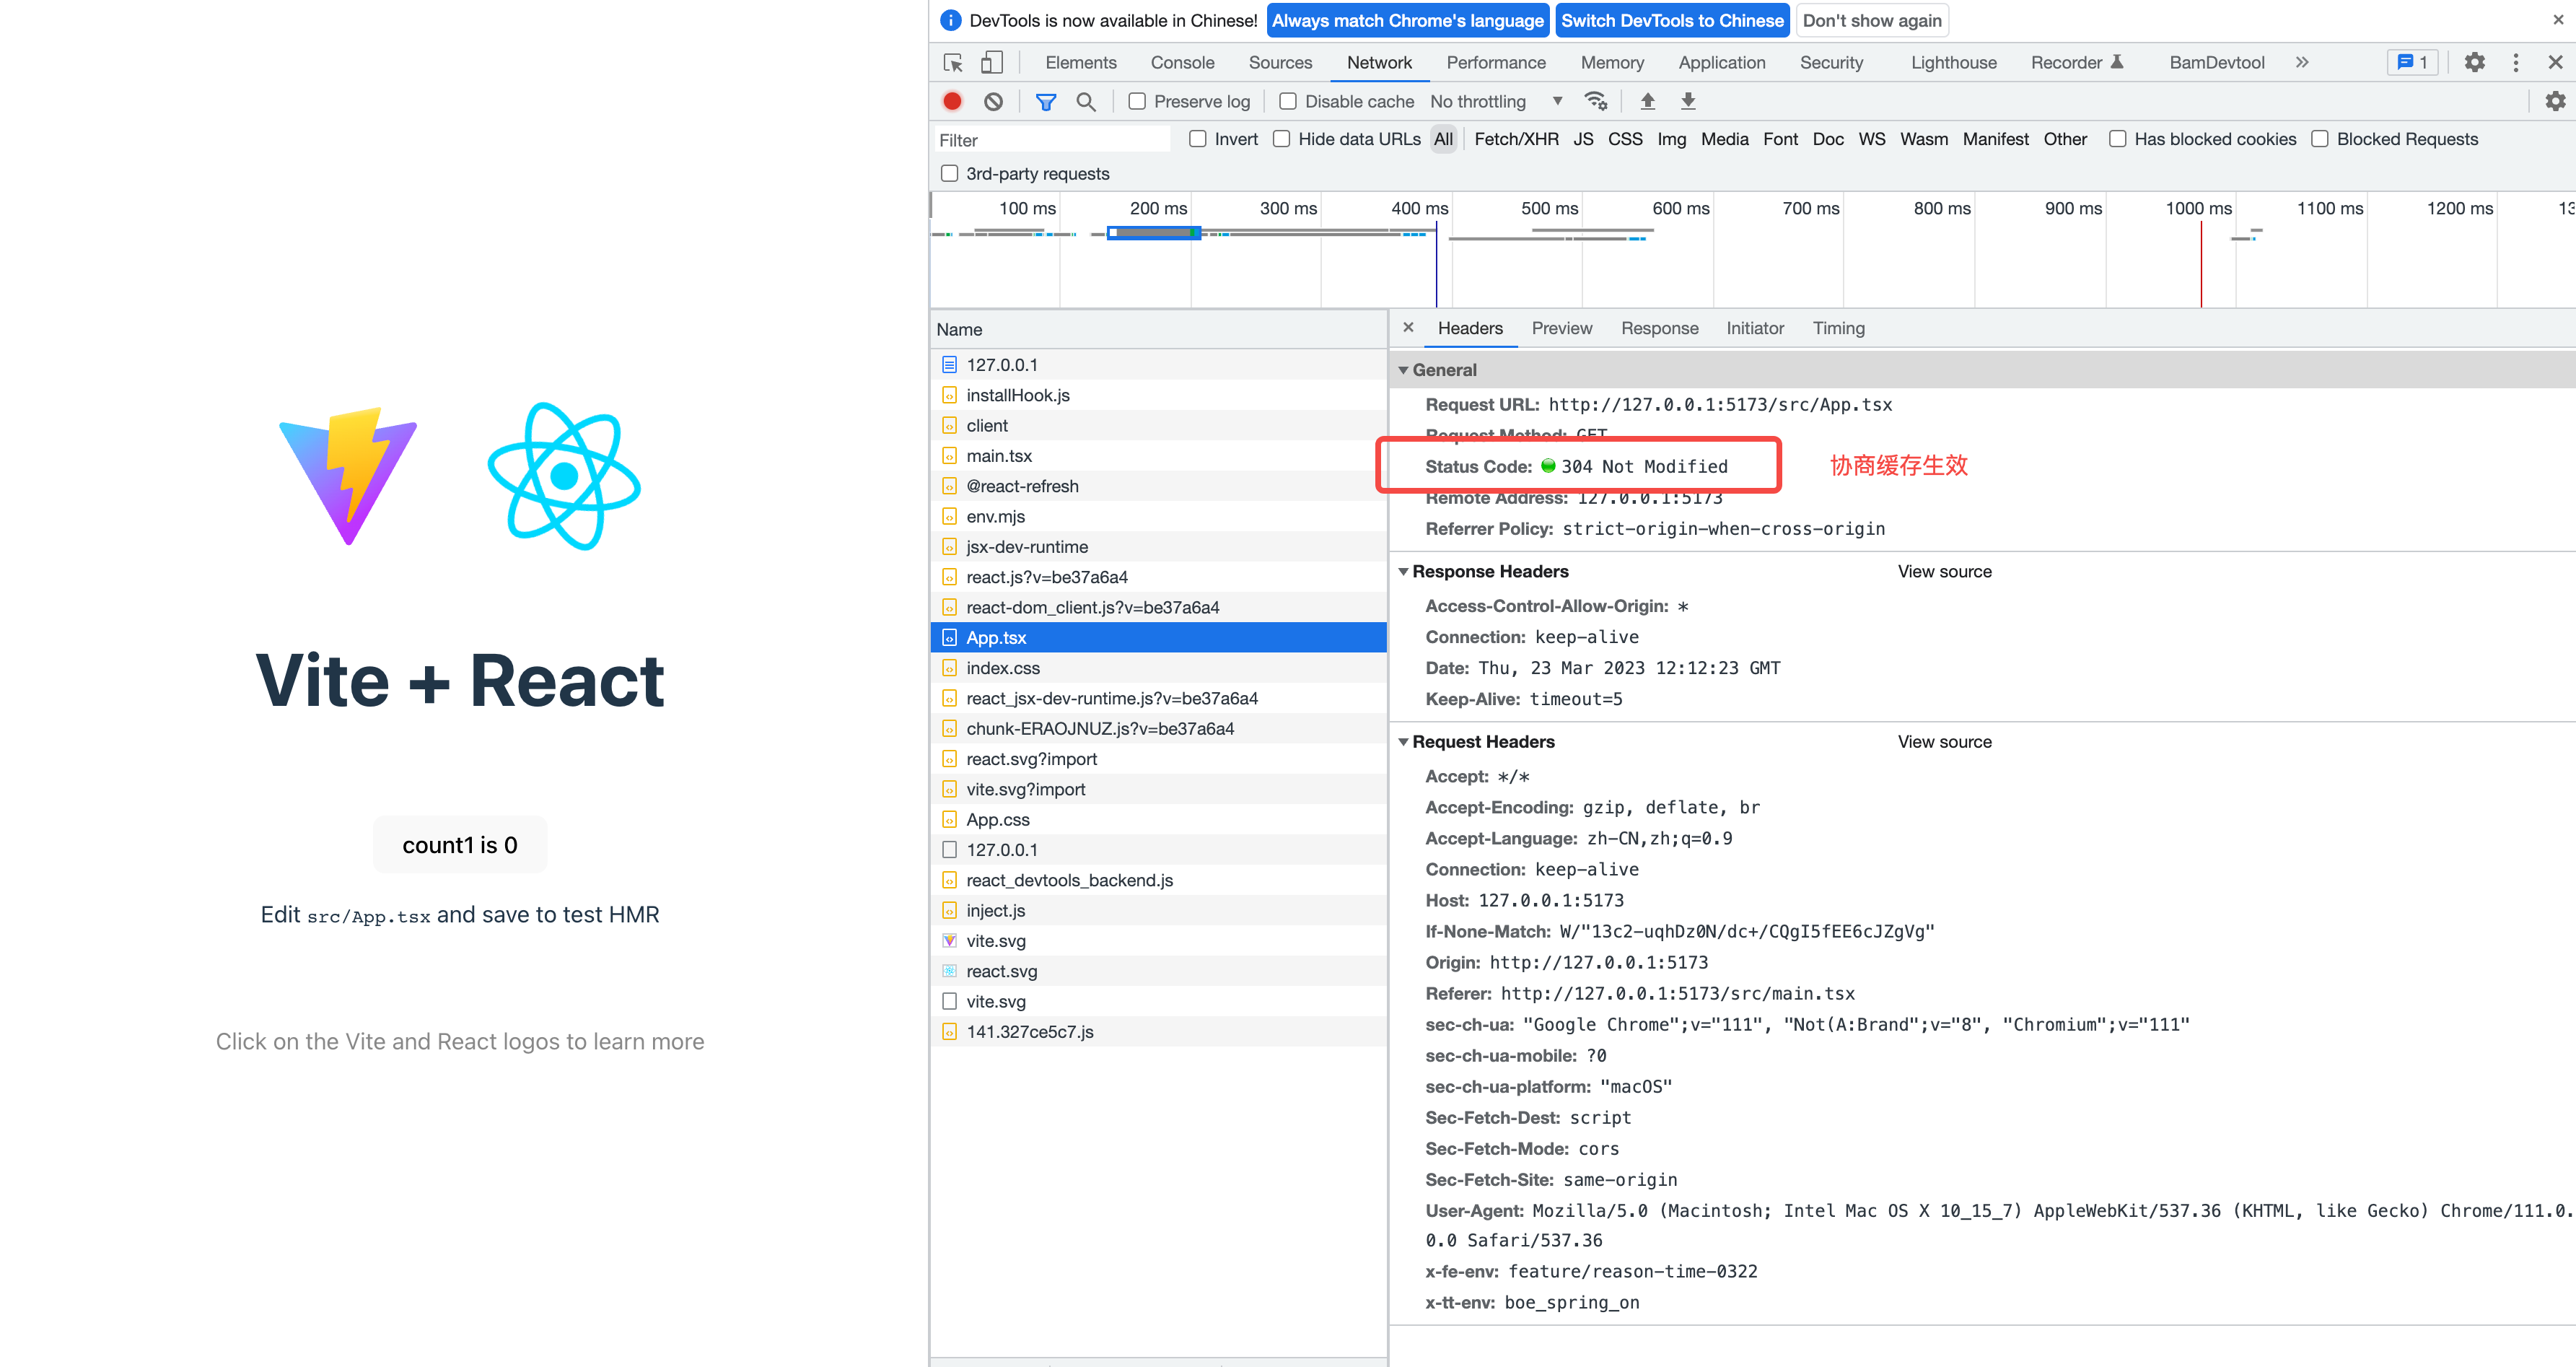 Vite + React
count1 is 0
Edit src/App.tsx and save to test HMR
Click on the Vite and React logos to learn more
DevTools is now available in Chinese! Always match Chrome's language Switch DevTools to Chinese Don't show again
Elements Console Sources Network Performance Memory Application Security Lighthouse Recorder BamDevtool 1
Preserve log Disable cache No throttling
Filter Invert Hide data URLs All Fetch/XHR JS CSS Img Media Font Doc WS Wasm Manifest Other Has blocked cookies Blocked Requests
3rd-party requests
100 ms 200 ms 300 ms 400 ms 500 ms 600 ms 700 ms 800 ms 900 ms 1000 ms 1100 ms 1200 ms
Name
127.0.0.1
installHook.js
client
main.tsx
@react-refresh
env.mjs
jsx-dev-runtime
react.js?v=be37a6a4
react-dom_client.js?v=be37a6a4
App.tsx
index.css
react_jsx-dev-runtime.js?v=be37a6a4
chunk-ERAOJNUZ.js?v=be37a6a4
react.svg?import
vite.svg?import
App.css
127.0.0.1
react_devtools_backend.js
inject.js
vite.svg
react.svg
vite.svg
141.327ce5c7.js
Headers Preview Response Initiator Timing
General
Request URL: http://127.0.0.1:5173/src/App.tsx
Request Method: GET
Status Code: 304 Not Modified 协商缓存生效
Remote Address: 127.0.0.1:5173
Referrer Policy: strict-origin-when-cross-origin
Response Headers View source
Access-Control-Allow-Origin: *
Connection: keep-alive
Date: Thu, 23 Mar 2023 12:12:23 GMT
Keep-Alive: timeout=5
Request Headers View source
Accept: */*
Accept-Encoding: gzip, deflate, br
Accept-Language: zh-CN,zh;q=0.9
Connection: keep-alive
Host: 127.0.0.1:5173
If-None-Match: W/"13c2-uqhDz0N/dc+/CQgI5fEE6cJZgVg"
Origin: http://127.0.0.1:5173
Referer: http://127.0.0.1:5173/src/main.tsx
sec-ch-ua: "Google Chrome";v="111", "Not(A:Brand";v="8", "Chromium";v="111"
sec-ch-ua-mobile: ?0
sec-ch-ua-platform: "macOS"
Sec-Fetch-Dest: script
Sec-Fetch-Mode: cors
Sec-Fetch-Site: same-origin
User-Agent: Mozilla/5.0 (Macintosh; Intel Mac OS X 10_15_7) AppleWebKit/537.36 (KHTML, like Gecko) Chrome/111.0.
0.0 Safari/537.36
x-fe-env: feature/reason-time-0322
x-tt-env: boe_spring_on